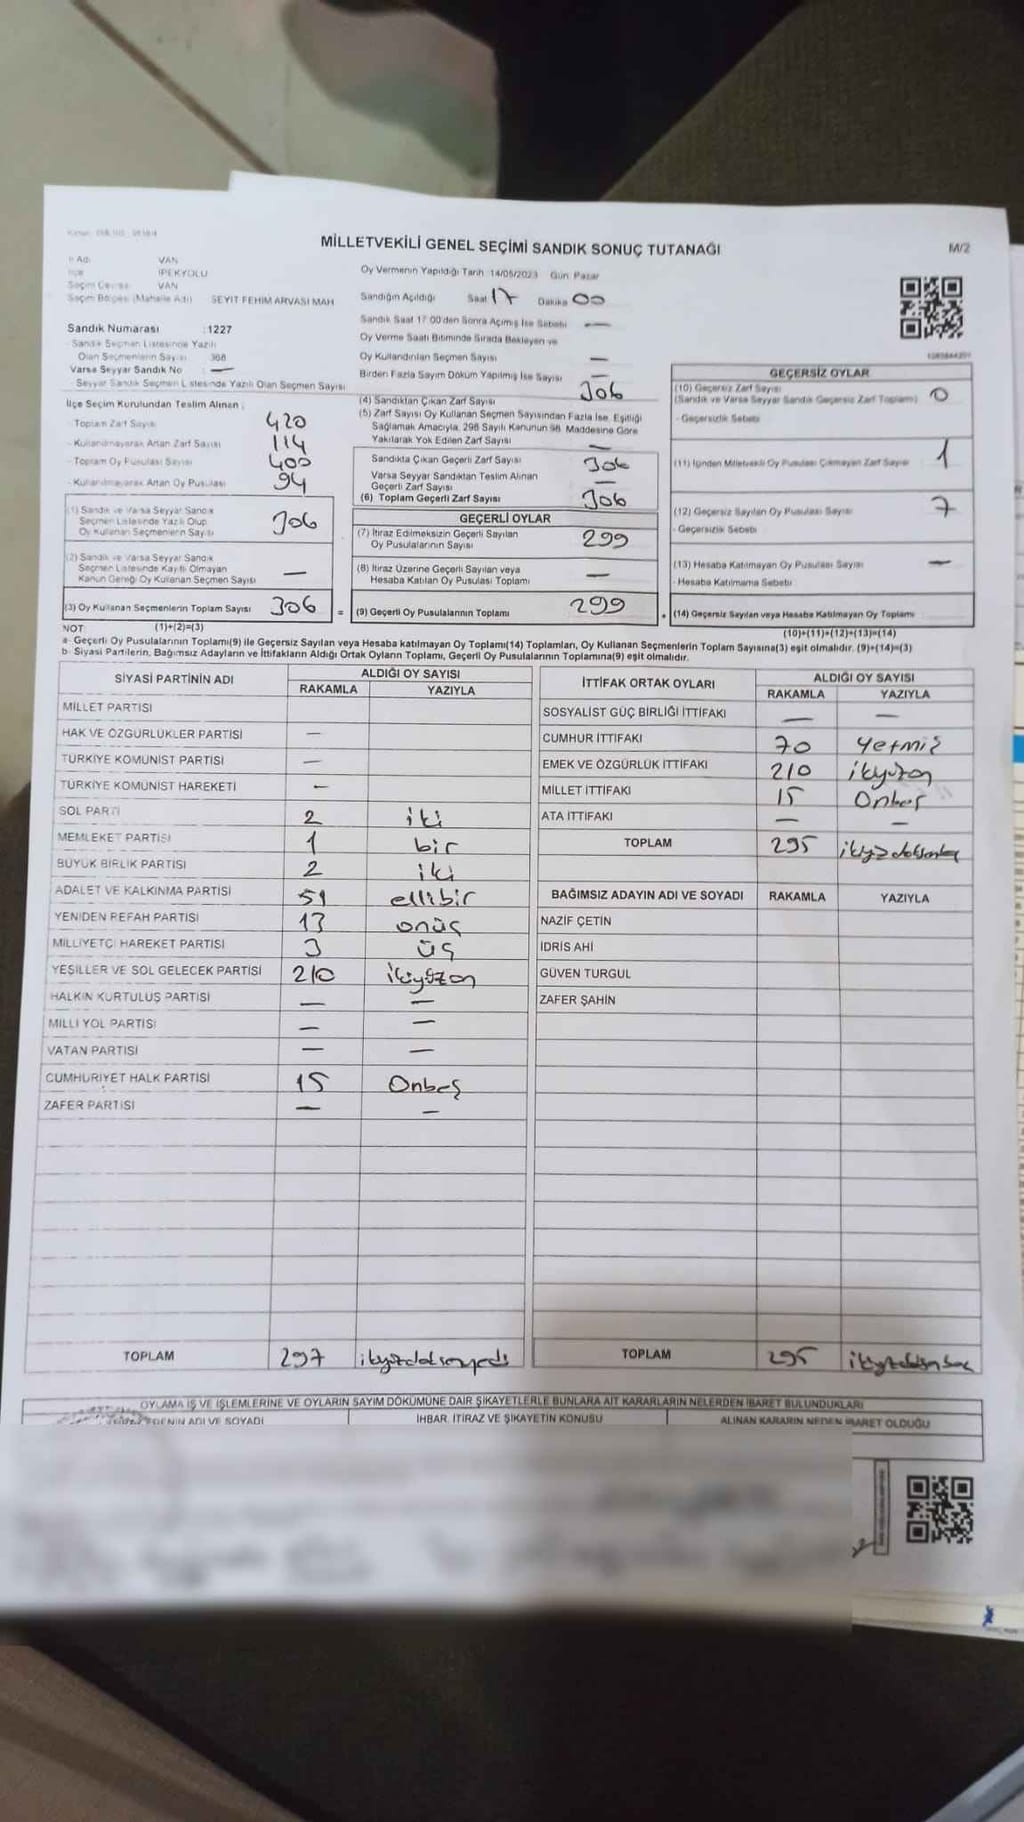 MİLLETVEKİLİ GENEL SEÇİMİ SANDIK SONUÇ TUTANAĞI
M/2
İl Adı VAN
İlçe İPEKYOLU
Seçim Çevresi VAN
Seçim Bölgesi (Mahalle Adı) SEYİT FEHİM ARVASİ MAH
Sandık Numarası :1227
Sandık Seçmen Listesinde Yazılı
Olan Seçmenlerin Sayısı 308
Varsa Seyyar Sandık No —
Seyyar Sandık Seçmen Listesinde Yazılı Olan Seçmen Sayısı
Oy Vermenin Yapıldığı Tarih 14/05/2023 Gün: Pazar
Sandığın Açıldığı Saat 17 Dakika 00
Sandık Saat 17:00'den Sonra Açılmış İse Sebebi —
Oy Verme Saati Bitiminde Sırada Bekleyen ve
Oy Kullandırılan Seçmen Sayısı —
Birden Fazla Sayım Döküm Yapılmış İse Sayısı —
İlçe Seçim Kurulundan Teslim Alınan :
- Toplam Zarf Sayısı 420
- Kullanılmayarak Artan Zarf Sayısı 114
- Toplam Oy Pusulası Sayısı 400
- Kullanılmayarak Artan Oy Pusulası 94
(1) Sandık ve Varsa Seyyar Sandık
Seçmen Listesinde Yazılı Olup
Oy Kullanan Seçmenlerin Sayısı 306
(2) Sandık ve Varsa Seyyar Sandık
Seçmen Listesinde Kayıtlı Olmayan
Kanun Gereği Oy Kullanan Seçmen Sayısı —
(3) Oy Kullanan Seçmenlerin Toplam Sayısı 306
(1)+(2)=(3)
(4) Sandıktan Çıkan Zarf Sayısı 306
(5) Zarf Sayısı Oy Kullanan Seçmen Sayısından Fazla İse, Eşitliği
Sağlamak Amacıyla, 298 Sayılı Kanunun 98. Maddesine Göre
Yakılarak Yok Edilen Zarf Sayısı —
Sandıkta Çıkan Geçerli Zarf Sayısı 306
Varsa Seyyar Sandıktan Teslim Alınan
Geçerli Zarf Sayısı —
(6) Toplam Geçerli Zarf Sayısı 306
GEÇERLİ OYLAR
(7) İtiraz Edilmeksizin Geçerli Sayılan
Oy Pusulalarının Sayısı 299
(8) İtiraz Üzerine Geçerli Sayılan veya
Hesaba Katılan Oy Pusulası Toplamı —
= (9) Geçerli Oy Pusulalarının Toplamı 299
GEÇERSİZ OYLAR
(10) Geçersiz Zarf Sayısı 0
(Sandık ve Varsa Seyyar Sandık Geçersiz Zarf Toplamı)
- Geçersizlik Sebebi
(11) İçinden Milletvekili Oy Pusulası Çıkmayan Zarf Sayısı 1
(12) Geçersiz Sayılan Oy Pusulası Sayısı 7
- Geçersizlik Sebebi
(13) Hesaba Katılmayan Oy Pusulası Sayısı —
- Hesaba Katılmama Sebebi
+ (14) Geçersiz Sayılan veya Hesaba Katılmayan Oy Toplamı
(10)+(11)+(12)+(13)=(14)
NOT:
a- Geçerli Oy Pusulalarının Toplamı(9) ile Geçersiz Sayılan veya Hesaba katılmayan Oy Toplamı(14) Toplamları, Oy Kullanan Seçmenlerin Toplam Sayısına(3) eşit olmalıdır. (9)+(14)=(3)
b- Siyasi Partilerin, Bağımsız Adayların ve İttifakların Aldığı Ortak Oyların Toplamı, Geçerli Oy Pusulalarının Toplamına(9) eşit olmalıdır.
SİYASİ PARTİNİN ADI ALDIĞI OY SAYISI
RAKAMLA YAZIYLA
MİLLET PARTİSİ
HAK VE ÖZGÜRLÜKLER PARTİSİ —
TÜRKİYE KOMÜNİST PARTİSİ —
TÜRKİYE KOMÜNİST HAREKETİ —
SOL PARTİ 2 iki
MEMLEKET PARTİSİ 1 bir
BÜYÜK BİRLİK PARTİSİ 2 iki
ADALET VE KALKINMA PARTİSİ 51 ellibir
YENİDEN REFAH PARTİSİ 13 onüç
MİLLİYETÇİ HAREKET PARTİSİ 3 üç
YEŞİLLER VE SOL GELECEK PARTİSİ 210 ikiyüzon
HALKIN KURTULUŞ PARTİSİ — —
MİLLİ YOL PARTİSİ — —
VATAN PARTİSİ — —
CUMHURİYET HALK PARTİSİ 15 Onbeş
ZAFER PARTİSİ — —
TOPLAM 297 ikiyüzdoksanyedi
İTTİFAK ORTAK OYLARI ALDIĞI OY SAYISI
RAKAMLA YAZIYLA
SOSYALİST GÜÇ BİRLİĞİ İTTİFAKI — —
CUMHUR İTTİFAKI 70 yetmiş
EMEK VE ÖZGÜRLÜK İTTİFAKI 210 ikiyüzon
MİLLET İTTİFAKI 15 Onbeş
ATA İTTİFAKI — —
TOPLAM 295 ikiyüzdoksanbeş
BAĞIMSIZ ADAYIN ADI VE SOYADI RAKAMLA YAZIYLA
NAZİF ÇETİN
İDRİS AHİ
GÜVEN TURGUL
ZAFER ŞAHİN
TOPLAM 295 ikiyüzdoksanbeş
OYLAMA İŞ VE İŞLEMLERİNE VE OYLARIN SAYIM DÖKÜMÜNE DAİR ŞİKAYETLERLE BUNLARA AİT KARARLARIN NELERDEN İBARET BULUNDUKLARI
ADI VE SOYADI
İHBAR, İTİRAZ VE ŞİKAYETİN KONUSU
ALINAN KARARIN NEDEN İBARET OLDUĞU